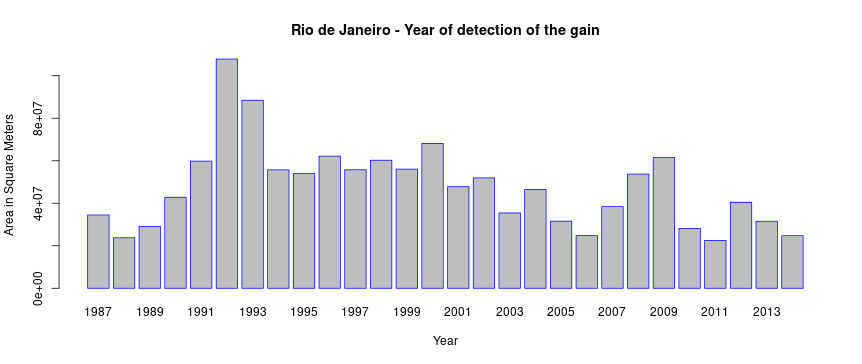 Rio de Janeiro - Year of detection of the gain
Area in Square Meters
8e+07
4e+07
0e+00
1987 1989 1991 1993 1995 1997 1999 2001 2003 2005 2007 2009 2011 2013
Year